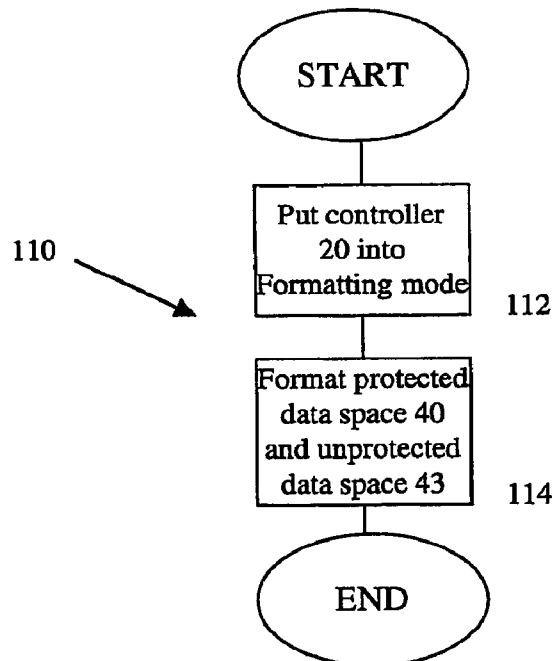 START
Put controller
20 into
Formatting mode
110
112
Format protected
data space 40
and unprotected
data space 43
114
END